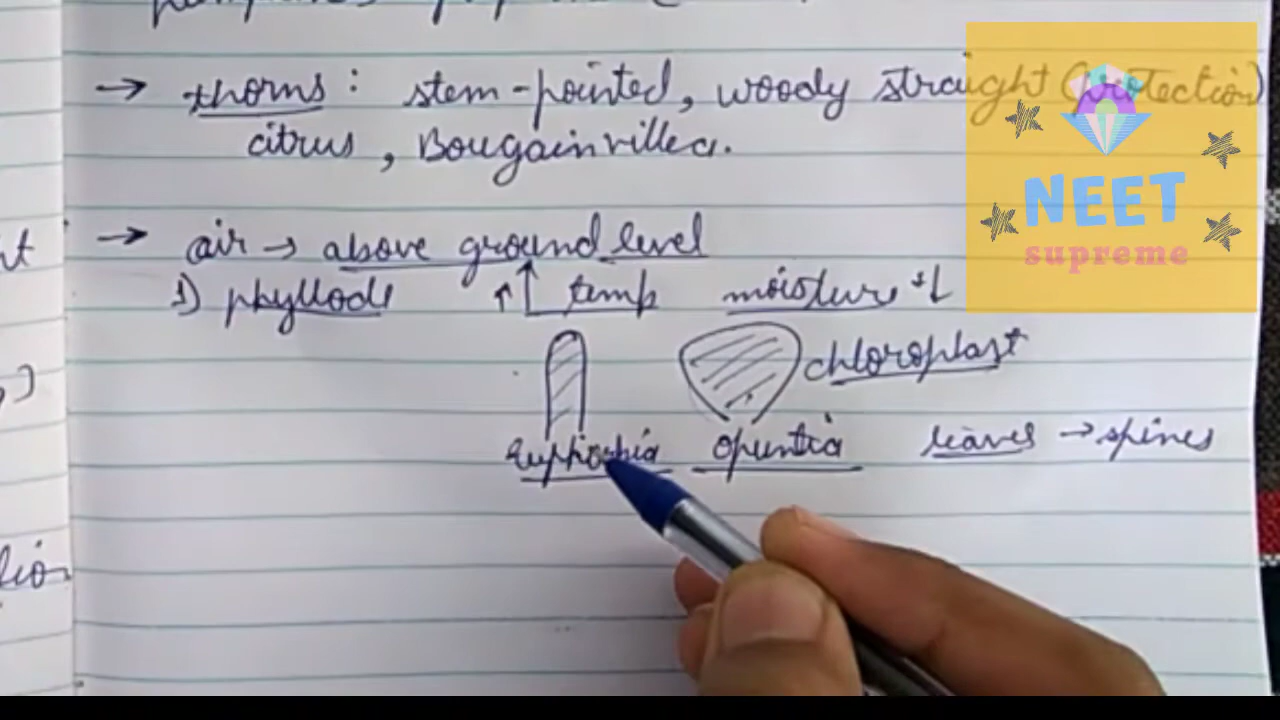 → thorns : stem-pointed, woody straight (protection)
citrus, Bougainvillea.
→ air → above ground level
1) phyllode ↑ temp moisture ↓
chloroplast
Euphorbia opuntia leaves → spines
NEET
supreme